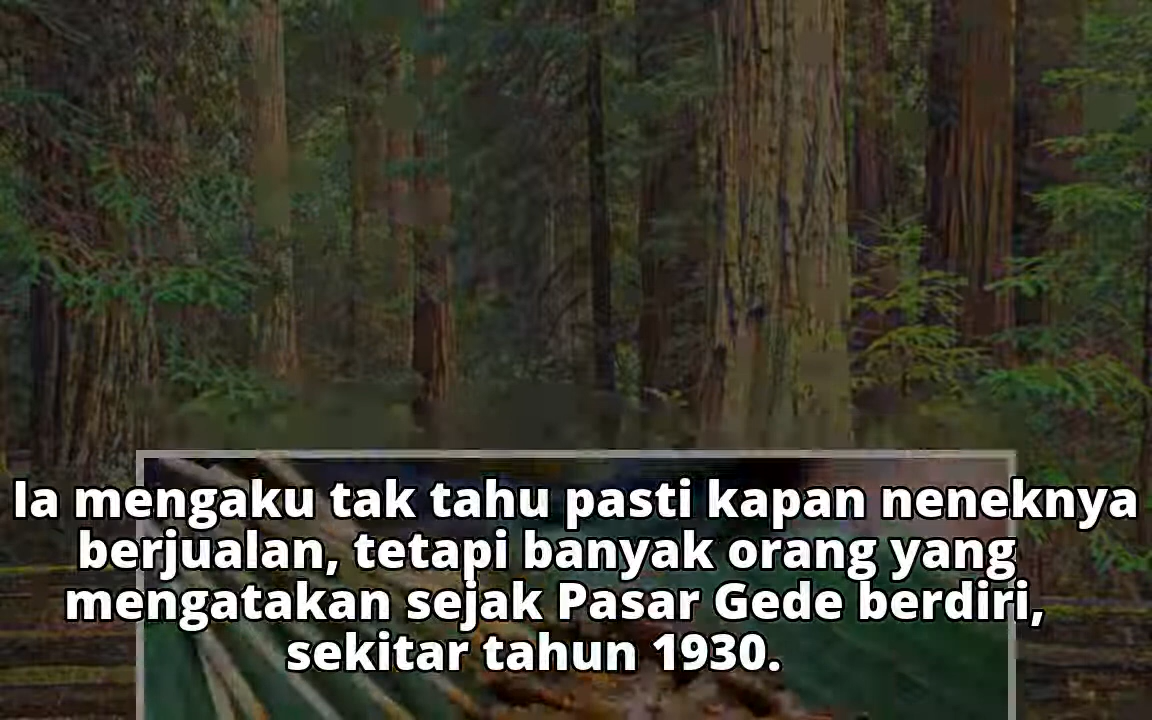 Ia mengaku tak tahu pasti kapan neneknya
berjualan, tetapi banyak orang yang
mengatakan sejak Pasar Gede berdiri,
sekitar tahun 1930.